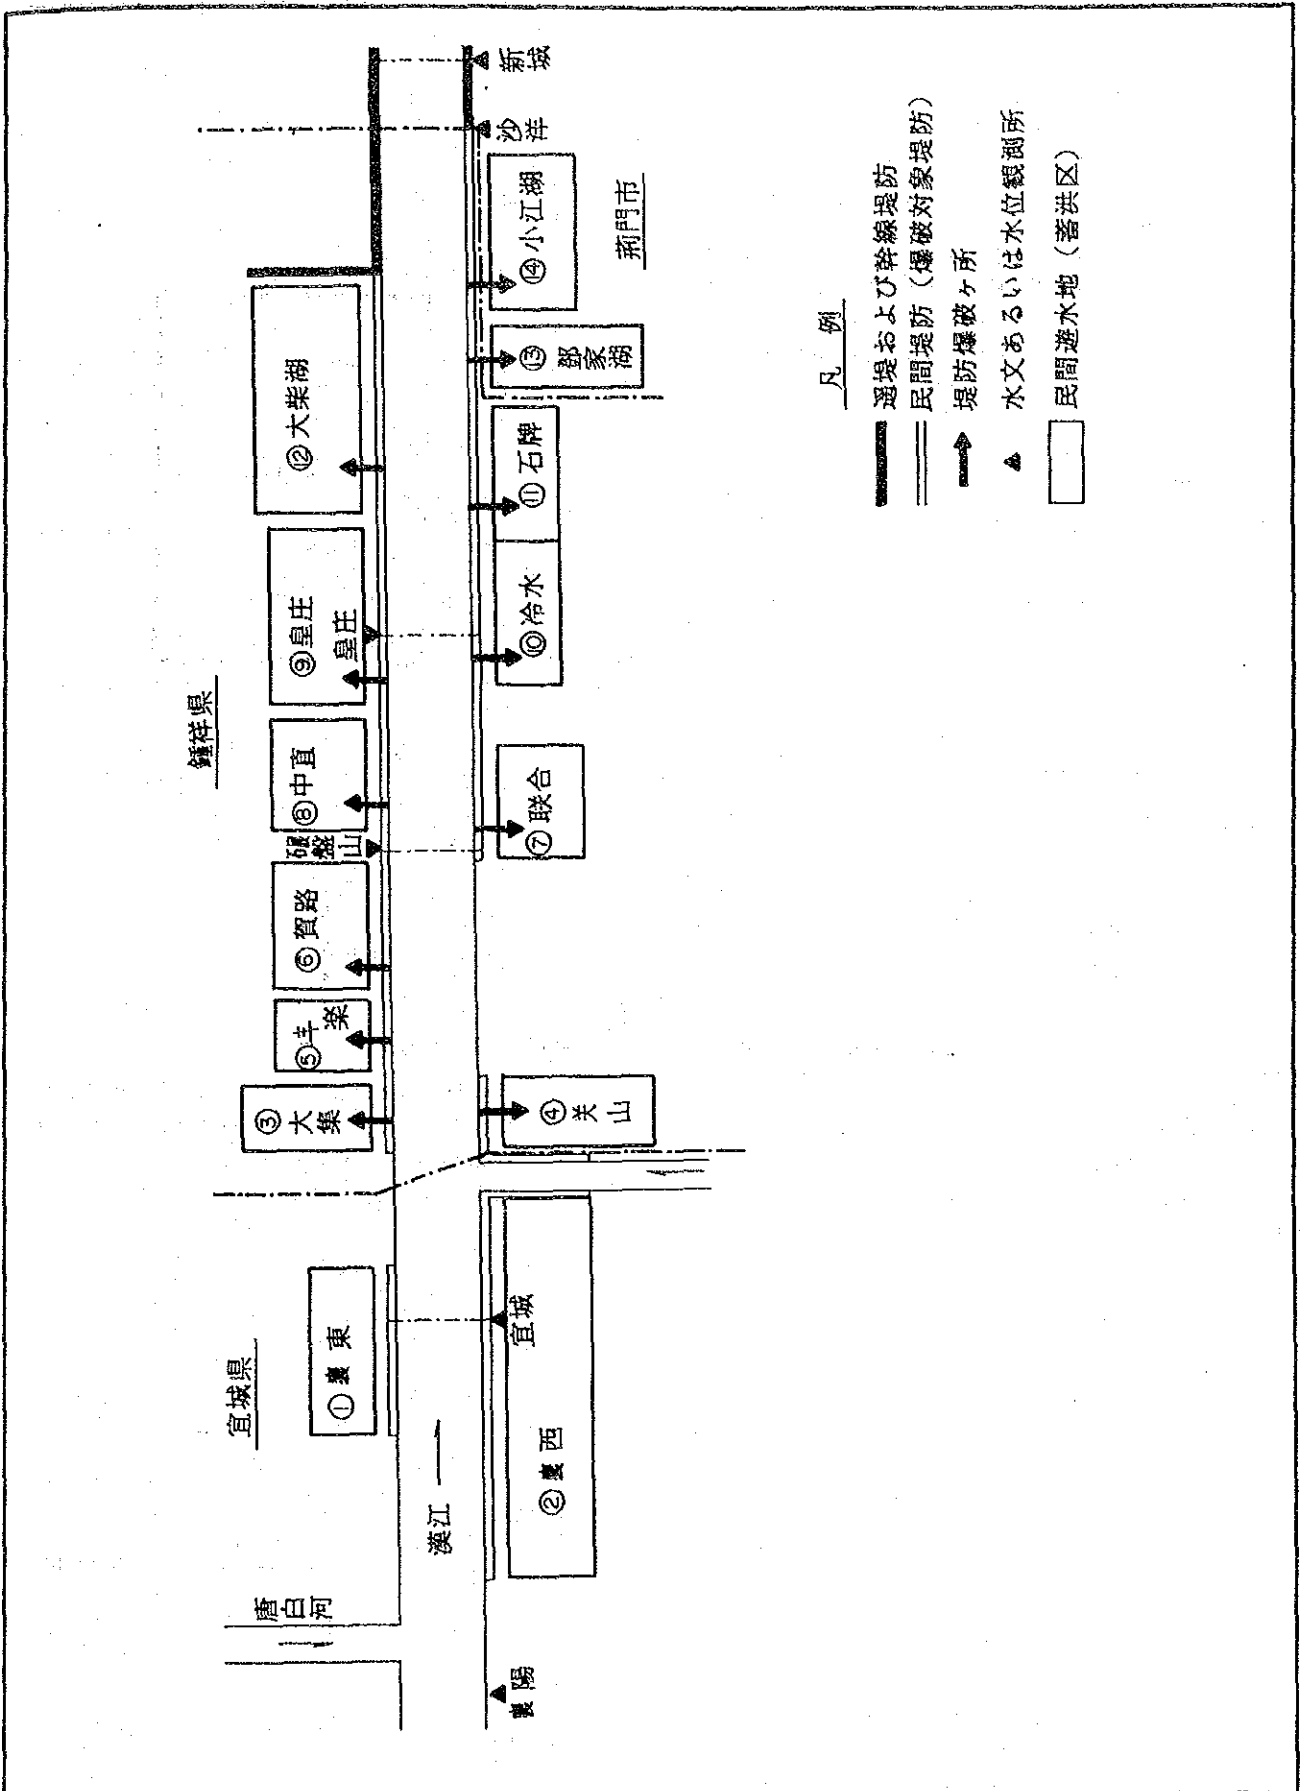 唐白河
襄陽
漢江
宜城県
①襄東
②襄西
宜城
鍾祥県
③大集
④关山
⑤丰楽
⑥賀路
碾盤山
⑦联合
⑧中直
⑨皇庄
皇庄
⑩冷水
⑪石牌
⑫大柴湖
⑬鄧家湖
⑭小江湖
荊門市
沙洋
新城
凡例
遥堤および幹線堤防
民間堤防（爆破対象堤防）
堤防爆破ヶ所
水文あるいは水位観測所
民間遊水地（蓄洪区）